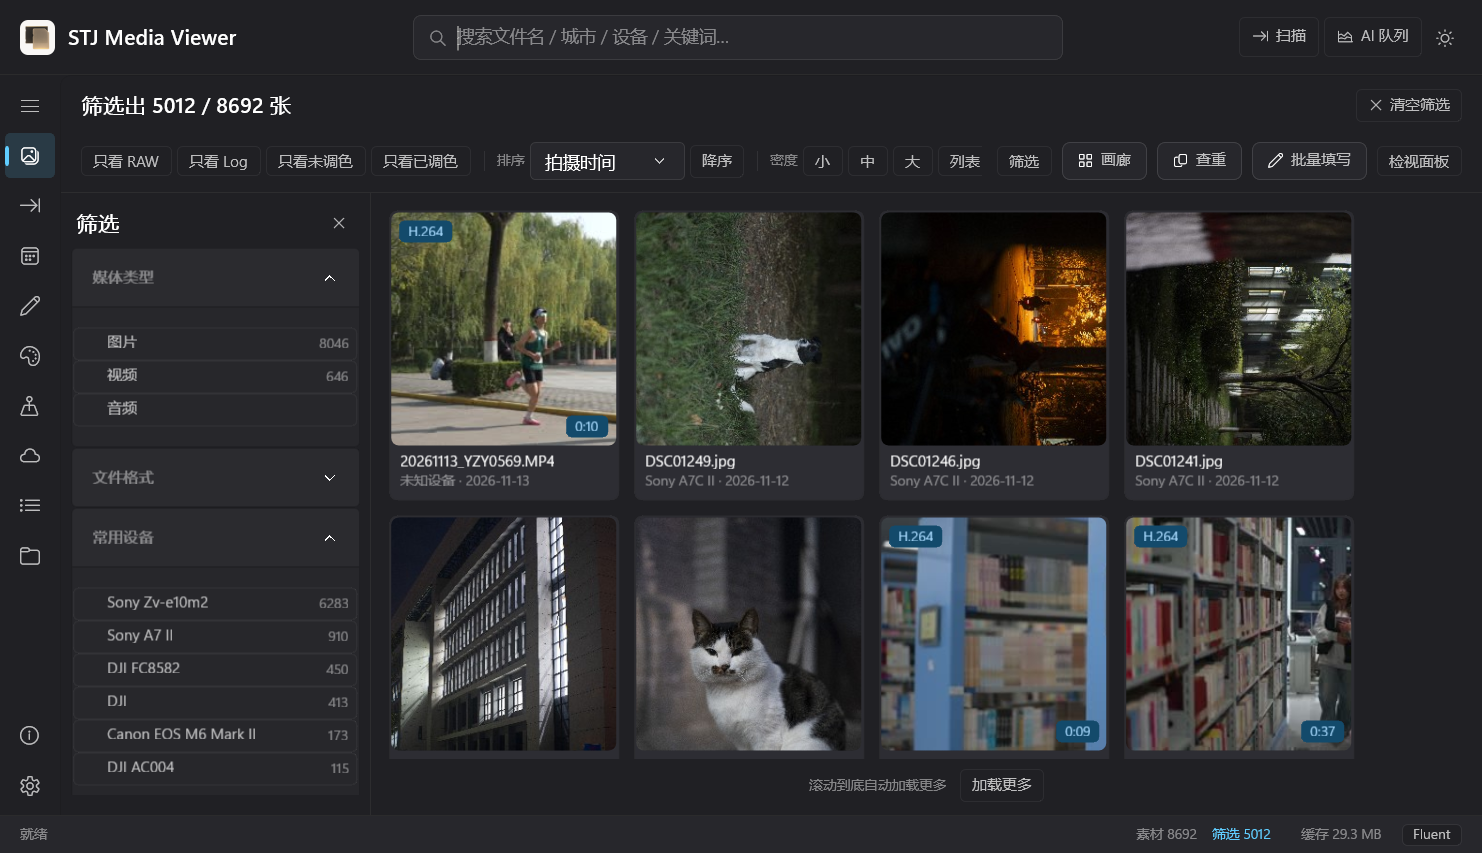 STJ Media Viewer
搜索文件名 / 城市 / 设备 / 关键词...
扫描
AI 队列
筛选出 5012 / 8692 张
清空筛选
只看 RAW
只看 Log
只看未调色
只看已调色
排序
拍摄时间
降序
密度
小
中
大
列表
筛选
画廊
查重
批量填写
检视面板
筛选
媒体类型
图片 8046
视频 646
音频
文件格式
常用设备
Sony Zv-e10m2 6283
Sony A7 II 910
DJI FC8582 450
DJI 413
Canon EOS M6 Mark II 173
DJI AC004 115
H.264
0:10
20261113_YZY0569.MP4
未知设备 · 2026-11-13
DSC01249.jpg
Sony A7C II · 2026-11-12
DSC01246.jpg
Sony A7C II · 2026-11-12
DSC01241.jpg
Sony A7C II · 2026-11-12
H.264
0:09
H.264
0:37
滚动到底自动加载更多
加载更多
就绪
素材 8692
筛选 5012
缓存 29.3 MB
Fluent